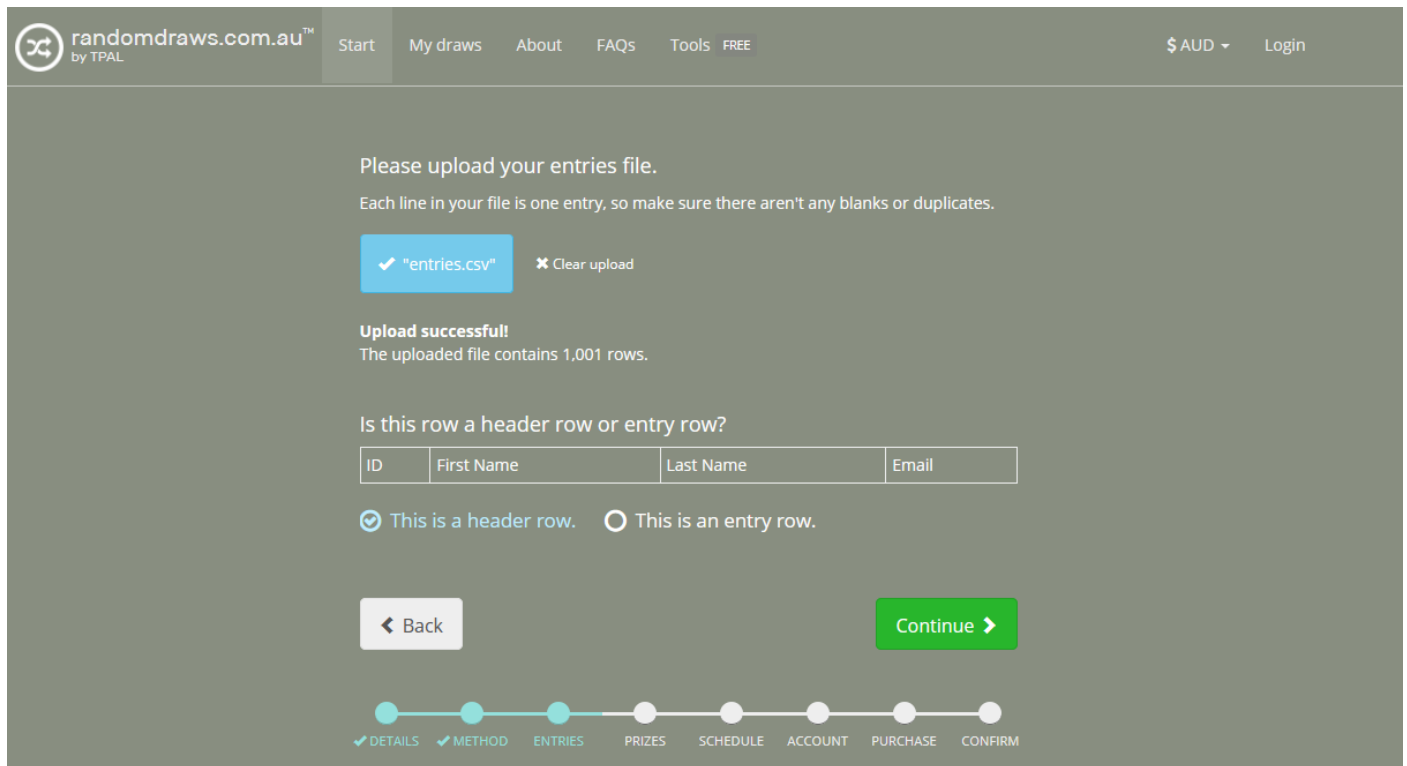 randomdraws.com.au™
by TPAL
Start My draws About FAQs Tools FREE $ AUD Login
Please upload your entries file.
Each line in your file is one entry, so make sure there aren't any blanks or duplicates.
"entries.csv" Clear upload
Upload successful!
The uploaded file contains 1,001 rows.
Is this row a header row or entry row?
ID First Name Last Name Email
This is a header row. This is an entry row.
Back Continue
DETAILS METHOD ENTRIES PRIZES SCHEDULE ACCOUNT PURCHASE CONFIRM